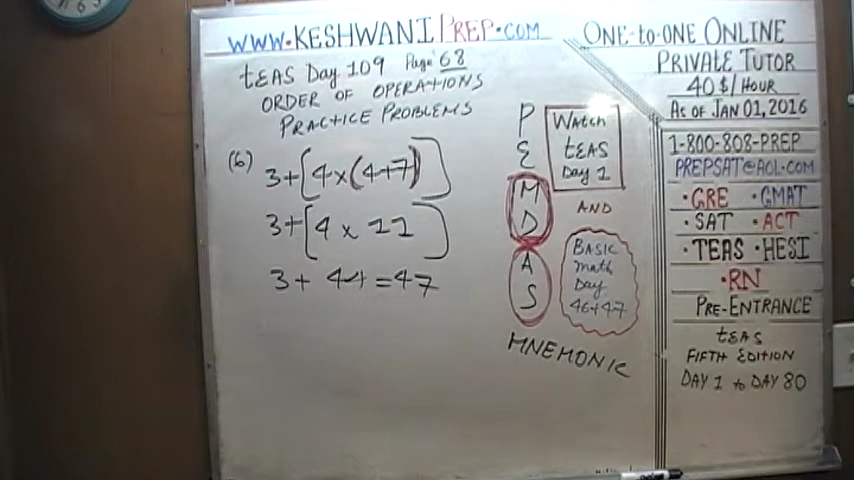 WWW.KESHWANIPREP.COM
TEAS Day 109 Page 68
ORDER OF OPERATIONS
PRACTICE PROBLEMS
(6) 3+[4×(4+7)]
3+[4 × 11]
3+ 44=47
P
E
M
D
A
S
MNEMONIC
WATCH
TEAS
Day 1
AND
BASIC
Math
Day
46+47
ONE-TO-ONE ONLINE
PRIVATE TUTOR
40$/HOUR
AS OF JAN 01,2016
1-800-808-PREP
PREPSAT@AOL.COM
•GRE •GMAT
•SAT •ACT
•TEAS •HESI
•RN
PRE-ENTRANCE
TEAS
FIFTH EDITION
DAY 1 to DAY 80